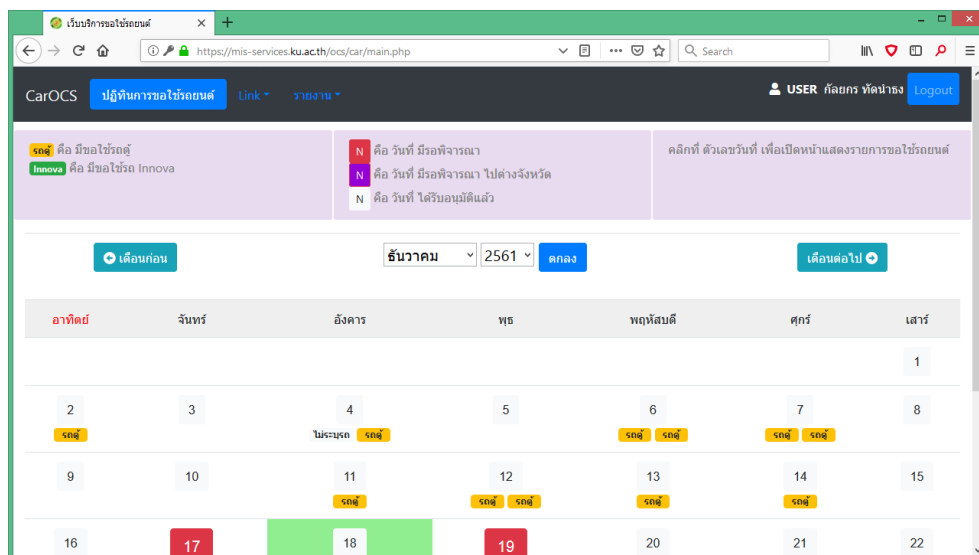 เว็บบริการขอใช้รถยนต์
https://mis-services.ku.ac.th/ocs/car/main.php
Search
CarOCS ปฏิทินการขอใช้รถยนต์ Link รายงาน USER กัลยกร ทัดนำธง Logout
รถตู้ คือ มีขอใช้รถตู้
Innova คือ มีขอใช้รถ Innova
N คือ วันที่ มีรอพิจารณา
N คือ วันที่ มีรอพิจารณา ไปต่างจังหวัด
N คือ วันที่ ได้รับอนุมัติแล้ว
คลิกที่ ตัวเลขวันที่ เพื่อเปิดหน้าแสดงรายการขอใช้รถยนต์
เดือนก่อน ธันวาคม 2561 ตกลง เดือนต่อไป
อาทิตย์ จันทร์ อังคาร พุธ พฤหัสบดี ศุกร์ เสาร์
1
2 3 4 5 6 7 8
รถตู้ ไม่ระบุรถ รถตู้ รถตู้ รถตู้ รถตู้ รถตู้
9 10 11 12 13 14 15
รถตู้ รถตู้ รถตู้ รถตู้ รถตู้
16 17 18 19 20 21 22